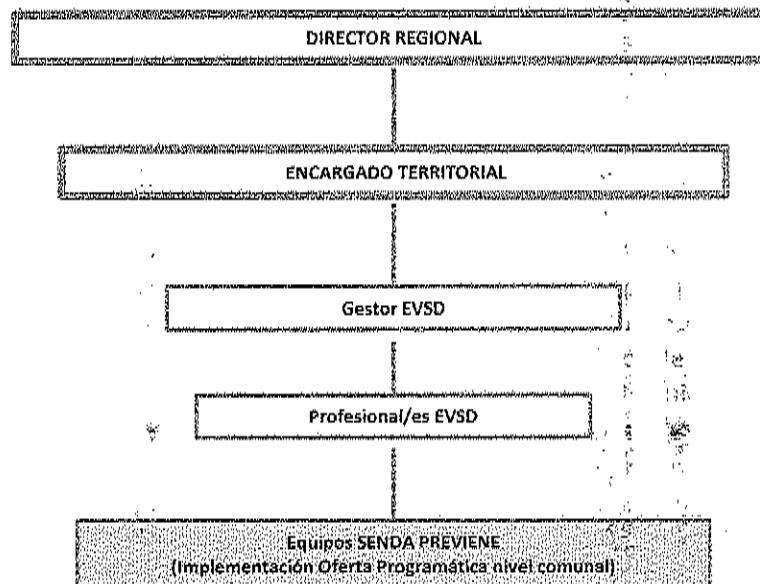 DIRECTOR REGIONAL
ENCARGADO TERRITORIAL
Gestor EVSD
Profesional/es EVSD
Equipos SENDA PREVIENE
(Implementación Oferta Programática nivel comunal)